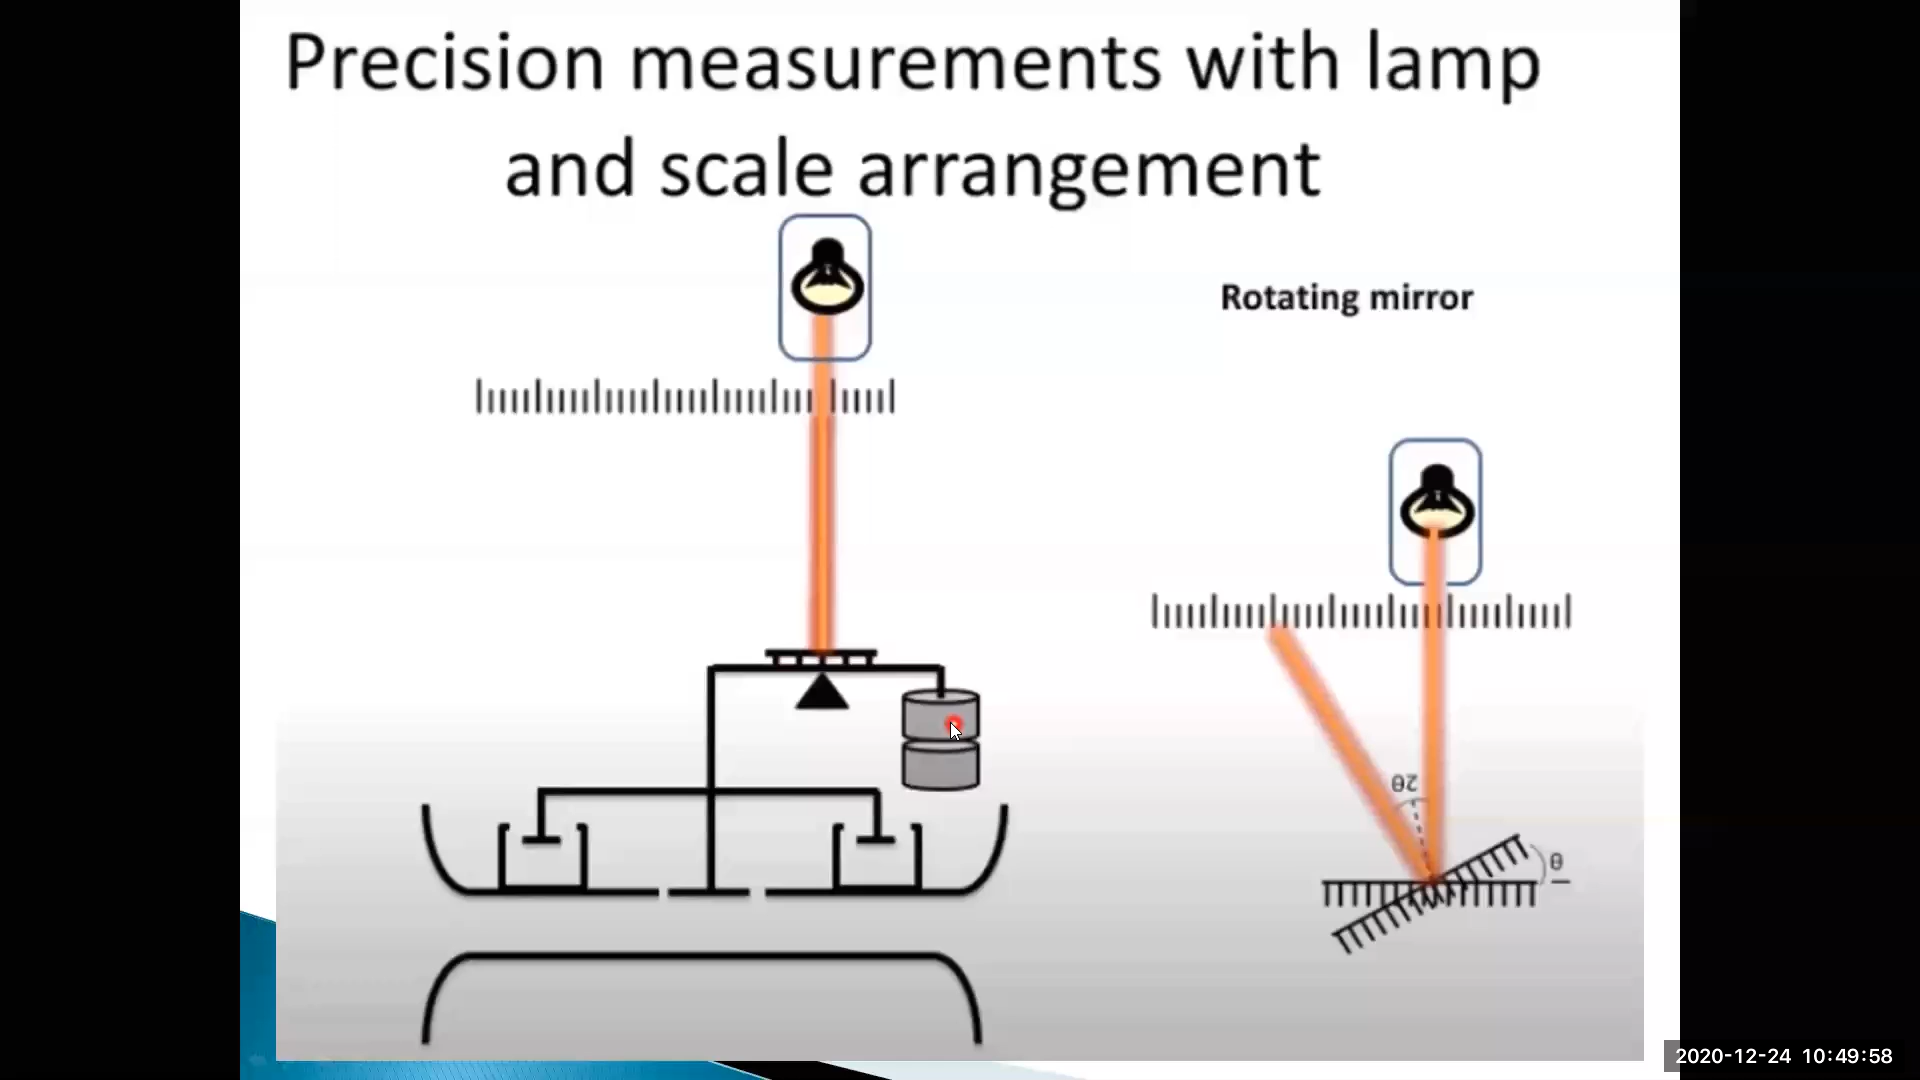 Precision measurements with lamp
and scale arrangement
Rotating mirror
2θ
θ
2020-12-24 10:49:58